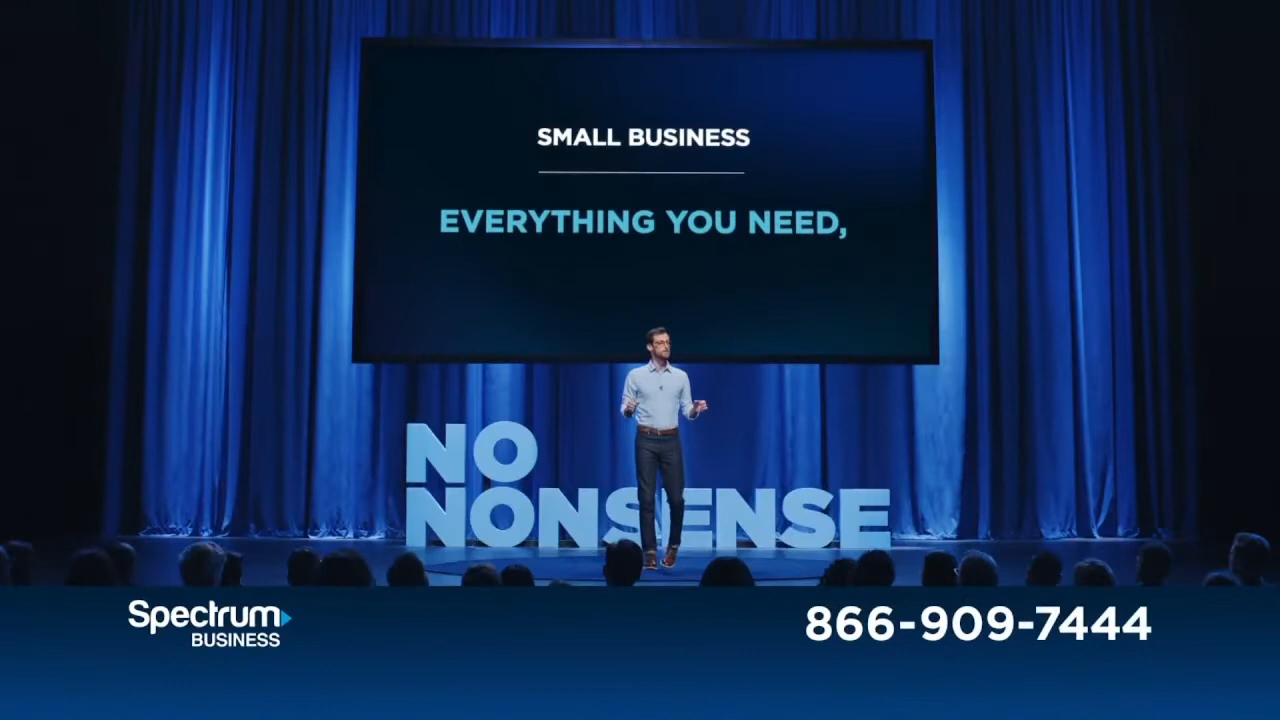 SMALL BUSINESS
EVERYTHING YOU NEED,
NO
NONSENSE
Spectrum
BUSINESS
866-909-7444